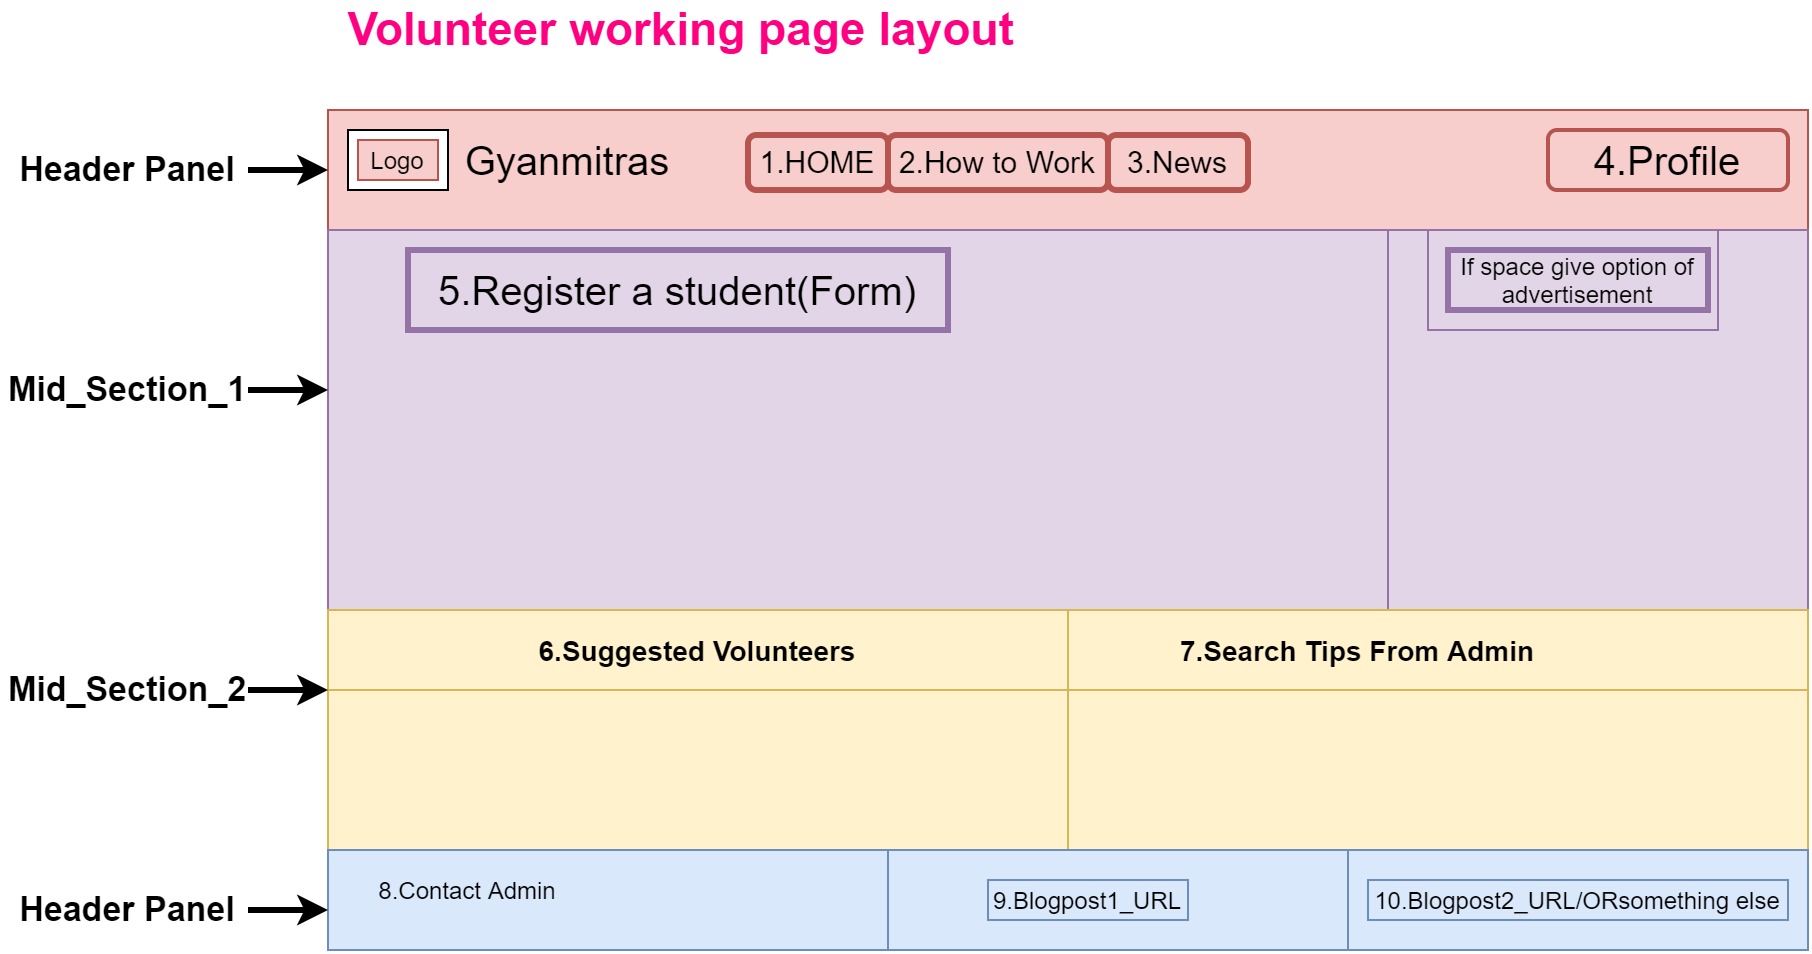 Volunteer working page layout
Header Panel
Logo
Gyanmitras
1.HOME
2.How to Work
3.News
4.Profile
Mid_Section_1
5.Register a student(Form)
If space give option of
advertisement
Mid_Section_2
6.Suggested Volunteers
7.Search Tips From Admin
Header Panel
8.Contact Admin
9.Blogpost1_URL
10.Blogpost2_URL/ORsomething else